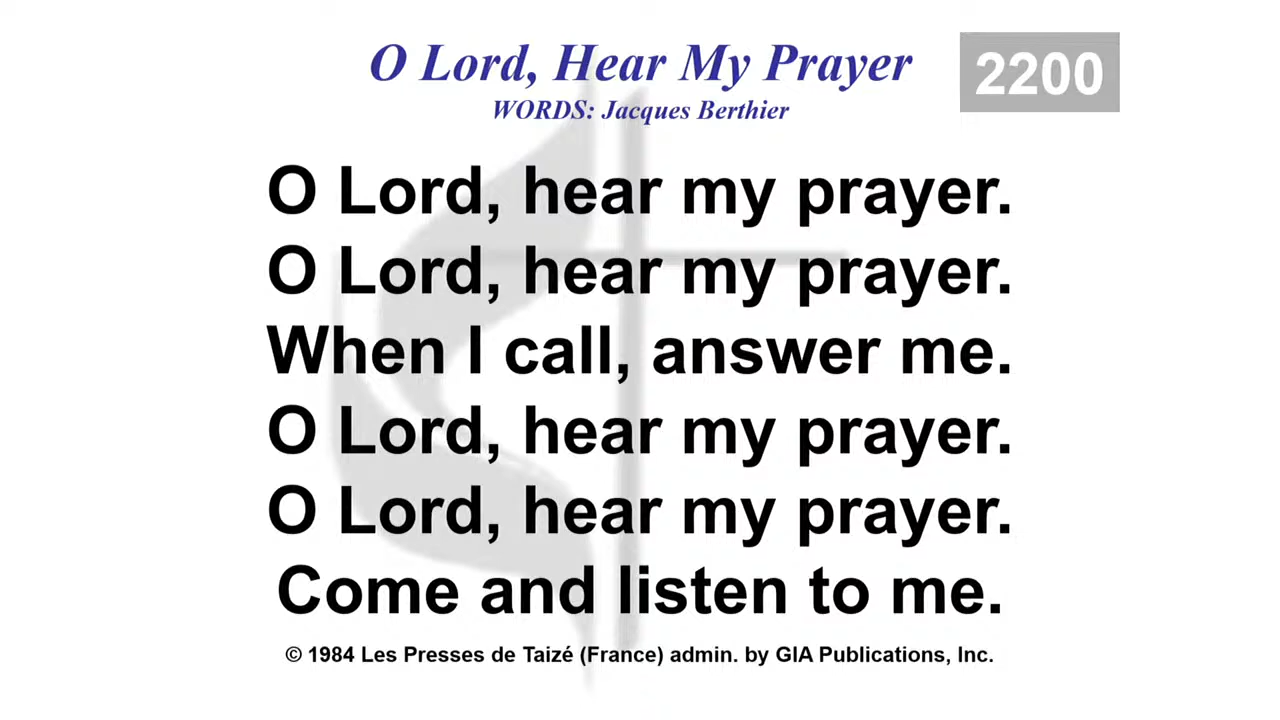 O Lord, Hear My Prayer
2200
WORDS: Jacques Berthier
O Lord, hear my prayer.
O Lord, hear my prayer.
When I call, answer me.
O Lord, hear my prayer.
O Lord, hear my prayer.
Come and listen to me.
© 1984 Les Presses de Taizé (France) admin. by GIA Publications, Inc.